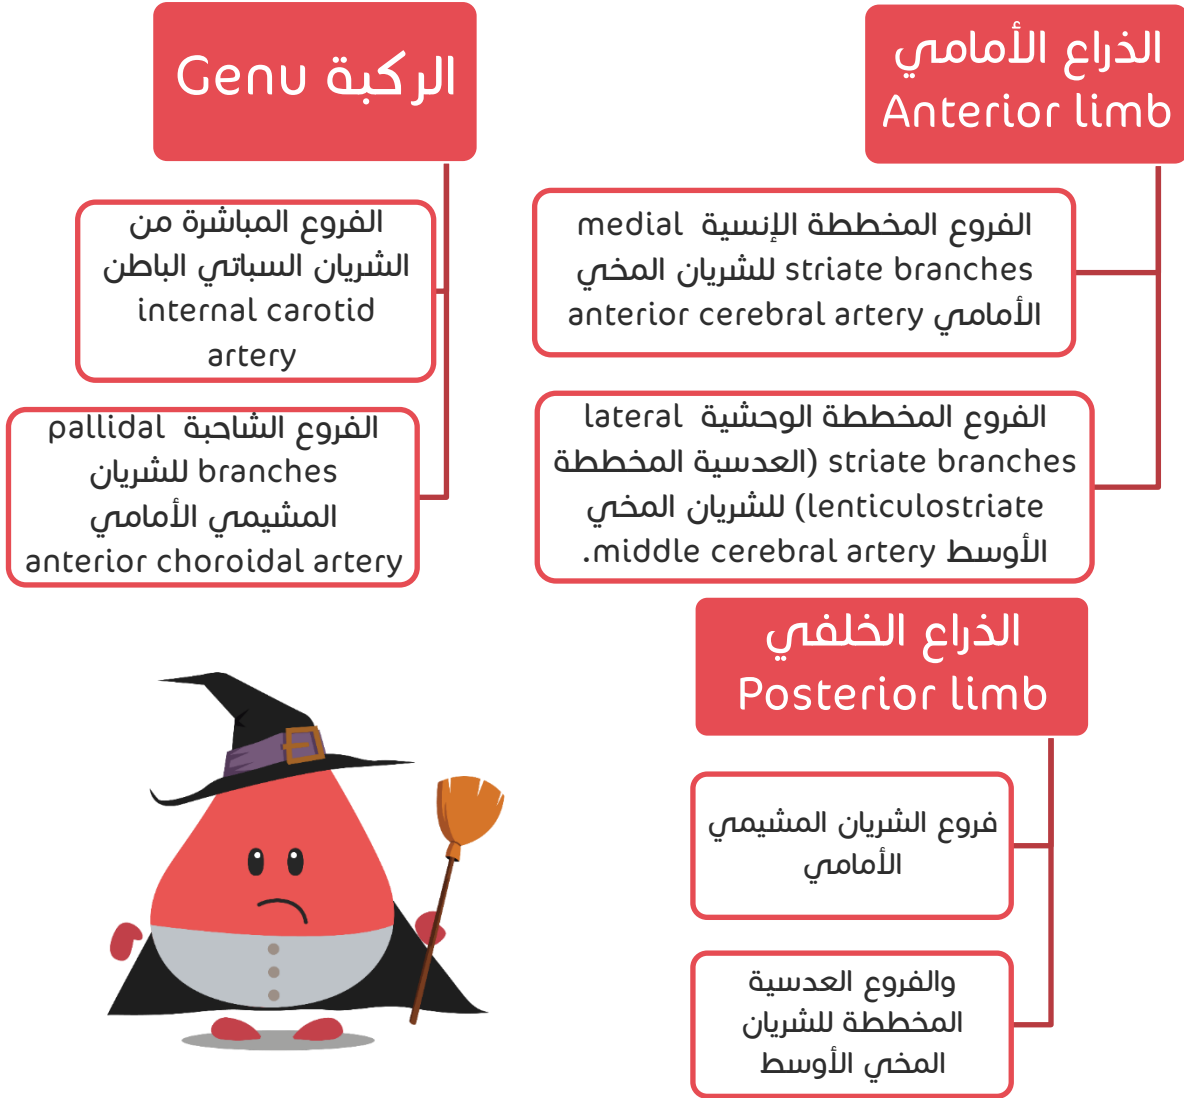 الذراع الأمامي
Anterior limb
الفروع المخططة الإنسية medial
striate branches للشريان المخي
الأمامي anterior cerebral artery
الفروع المخططة الوحشية lateral
striate branches (العدسية المخططة
lenticulostriate) للشريان المخي
الأوسط middle cerebral artery.
الركبة Genu
الفروع المباشرة من
الشريان السباتي الباطن
internal carotid
artery
الفروع الشاحبة pallidal
branches للشريان
المشيمي الأمامي
anterior choroidal artery
الذراع الخلفي
Posterior limb
فروع الشريان المشيمي
الأمامي
والفروع العدسية
المخططة للشريان
المخي الأوسط